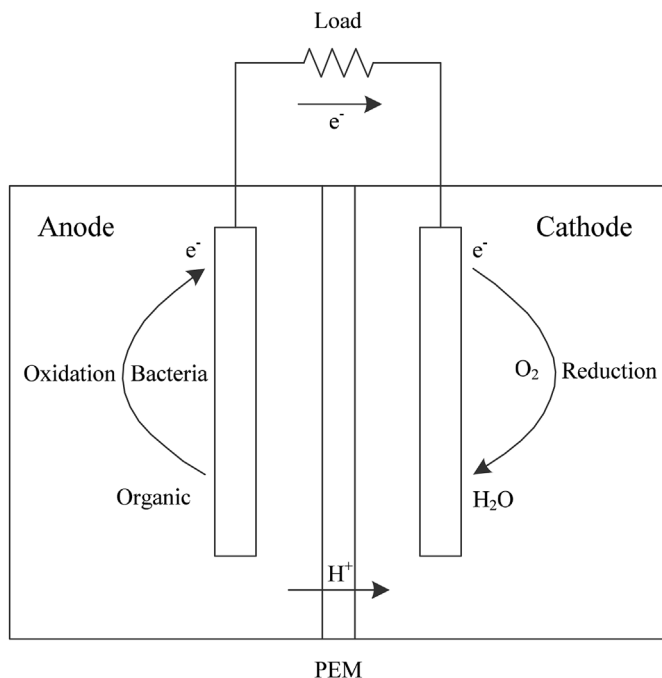 Load
e⁻
Anode
Cathode
e⁻
e⁻
Oxidation
Bacteria
O₂
Reduction
Organic
H₂O
H⁺
PEM